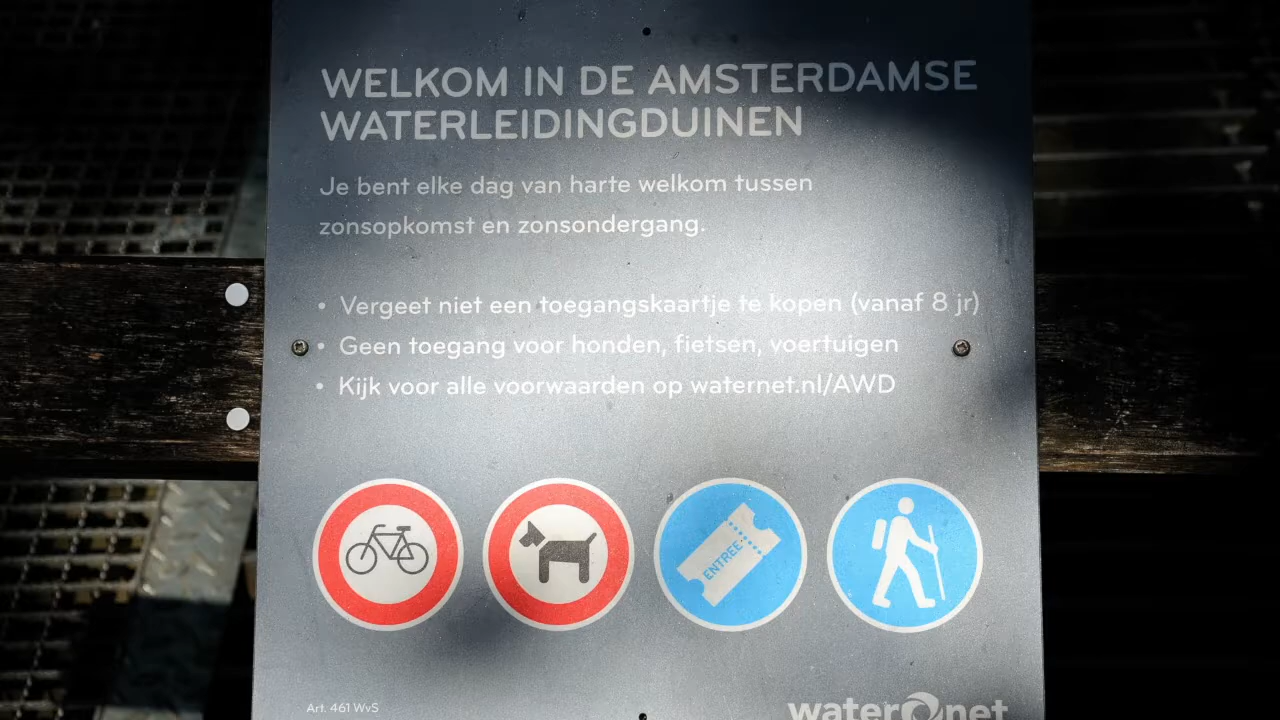 WELKOM IN DE AMSTERDAMSE
WATERLEIDINGDUINEN
Je bent elke dag van harte welkom tussen
zonsopkomst en zonsondergang.
• Vergeet niet een toegangskaartje te kopen (vanaf 8 jr)
• Geen toegang voor honden, fietsen, voertuigen
• Kijk voor alle voorwaarden op waternet.nl/AWD
ENTREE
Art. 461 WvS
waternet